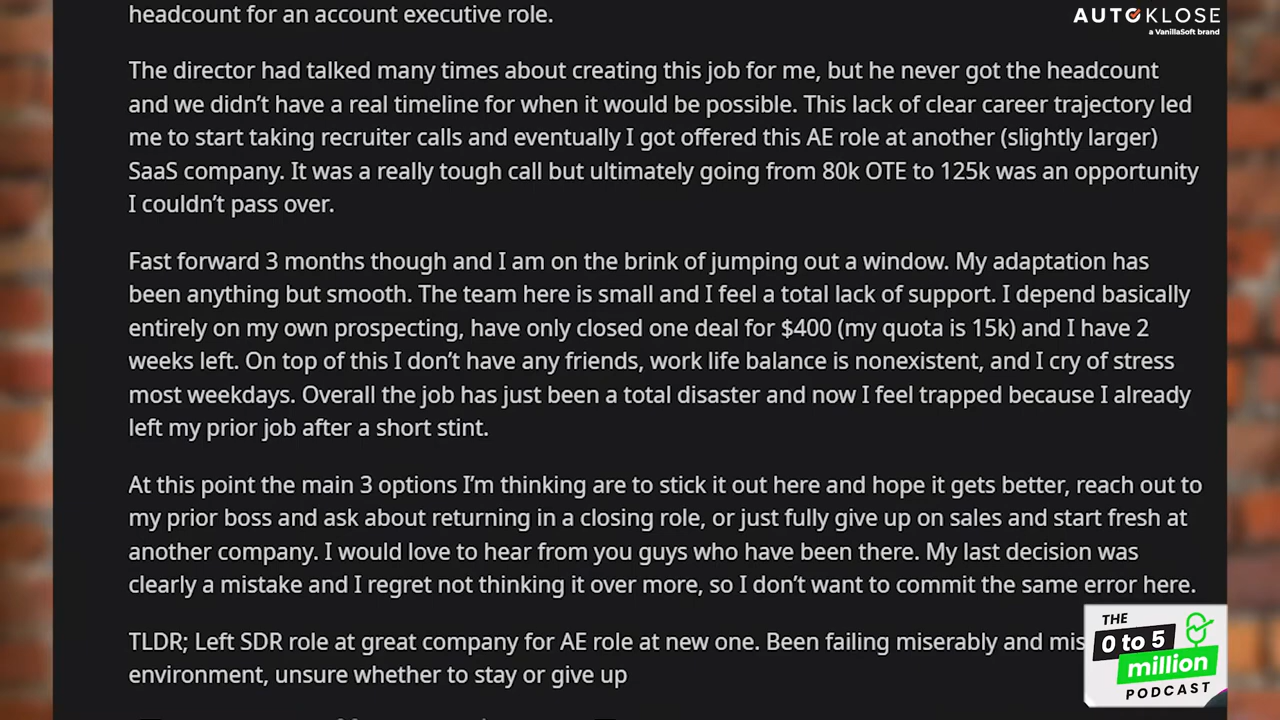 headcount for an account executive role.
AUTOKLOSE
a VanillaSoft brand
The director had talked many times about creating this job for me, but he never got the headcount
and we didn't have a real timeline for when it would be possible. This lack of clear career trajectory led
me to start taking recruiter calls and eventually I got offered this AE role at another (slightly larger)
SaaS company. It was a really tough call but ultimately going from 80k OTE to 125k was an opportunity
I couldn't pass over.
Fast forward 3 months though and I am on the brink of jumping out a window. My adaptation has
been anything but smooth. The team here is small and I feel a total lack of support. I depend basically
entirely on my own prospecting, have only closed one deal for $400 (my quota is 15k) and I have 2
weeks left. On top of this I don't have any friends, work life balance is nonexistent, and I cry of stress
most weekdays. Overall the job has just been a total disaster and now I feel trapped because I already
left my prior job after a short stint.
At this point the main 3 options I'm thinking are to stick it out here and hope it gets better, reach out to
my prior boss and ask about returning in a closing role, or just fully give up on sales and start fresh at
another company. I would love to hear from you guys who have been there. My last decision was
clearly a mistake and I regret not thinking it over more, so I don't want to commit the same error here.
TLDR; Left SDR role at great company for AE role at new one. Been failing miserably and mis
environment, unsure whether to stay or give up
THE
0 to 5
million
PODCAST